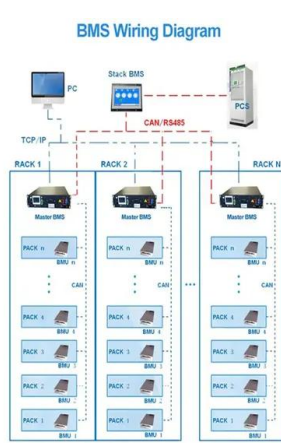 BMS Wiring Diagram
Stack BMS
PC
PCS
CAN/RS485
TCP/IP
RACK 1
RACK 2
RACK N
Master BMS
Master BMS
Master BMS
PACK n
BMU n
PACK n
BMU n
PACK n
BMU n
CAN
CAN
CAN
PACK 4
BMU 4
PACK 4
BMU 4
PACK 4
BMU 4
PACK 3
BMU 3
PACK 3
BMU 3
PACK 3
BMU 3
PACK 2
BMU 2
PACK 2
BMU 2
PACK 2
BMU 2
PACK 1
BMU 1
PACK 1
BMU 1
PACK 1
BMU 1